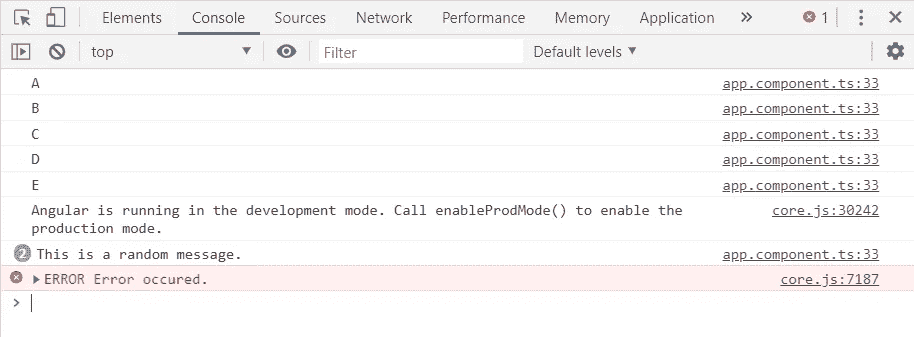 Elements Console Sources Network Performance Memory Application » 1
top Filter Default levels
A app.component.ts:33
B app.component.ts:33
C app.component.ts:33
D app.component.ts:33
E app.component.ts:33
Angular is running in the development mode. Call enableProdMode() to enable the core.js:30242
production mode.
2 This is a random message. app.component.ts:33
ERROR Error occured. core.js:7187
>